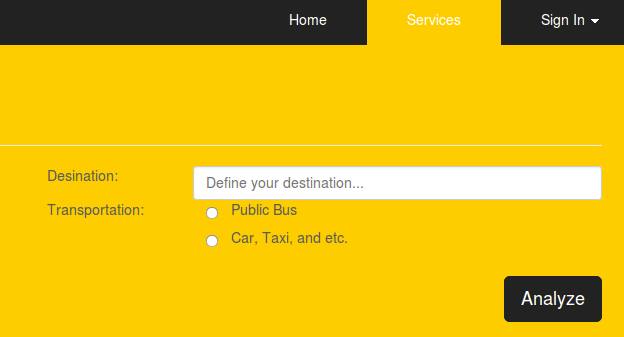 Home Services Sign In
Desination: Define your destination...
Transportation: Public Bus
Car, Taxi, and etc.
Analyze